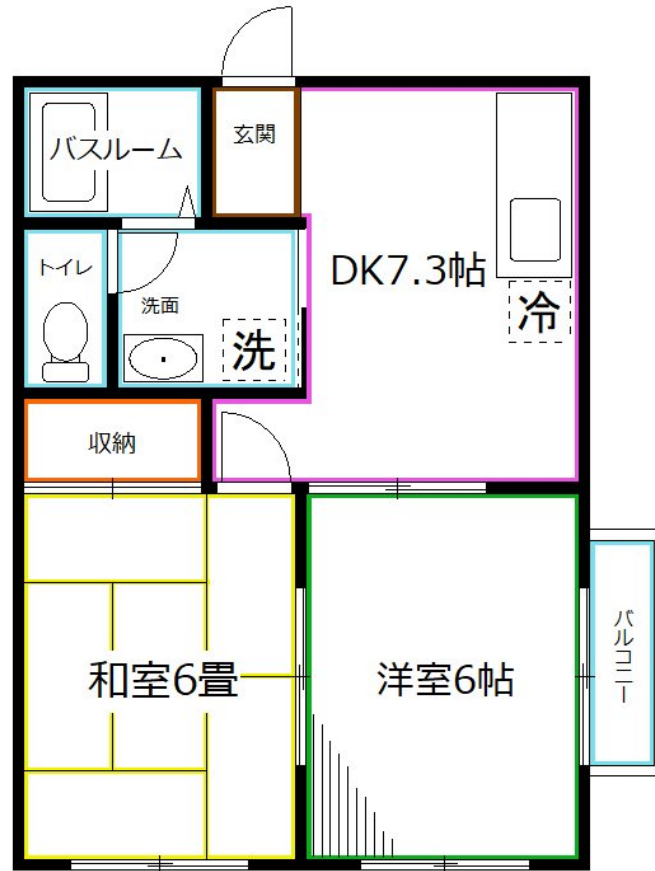 バスルーム
玄関
DK7.3帖
冷
トイレ
洗面
洗
収納
和室6畳
洋室6帖
バルコニー